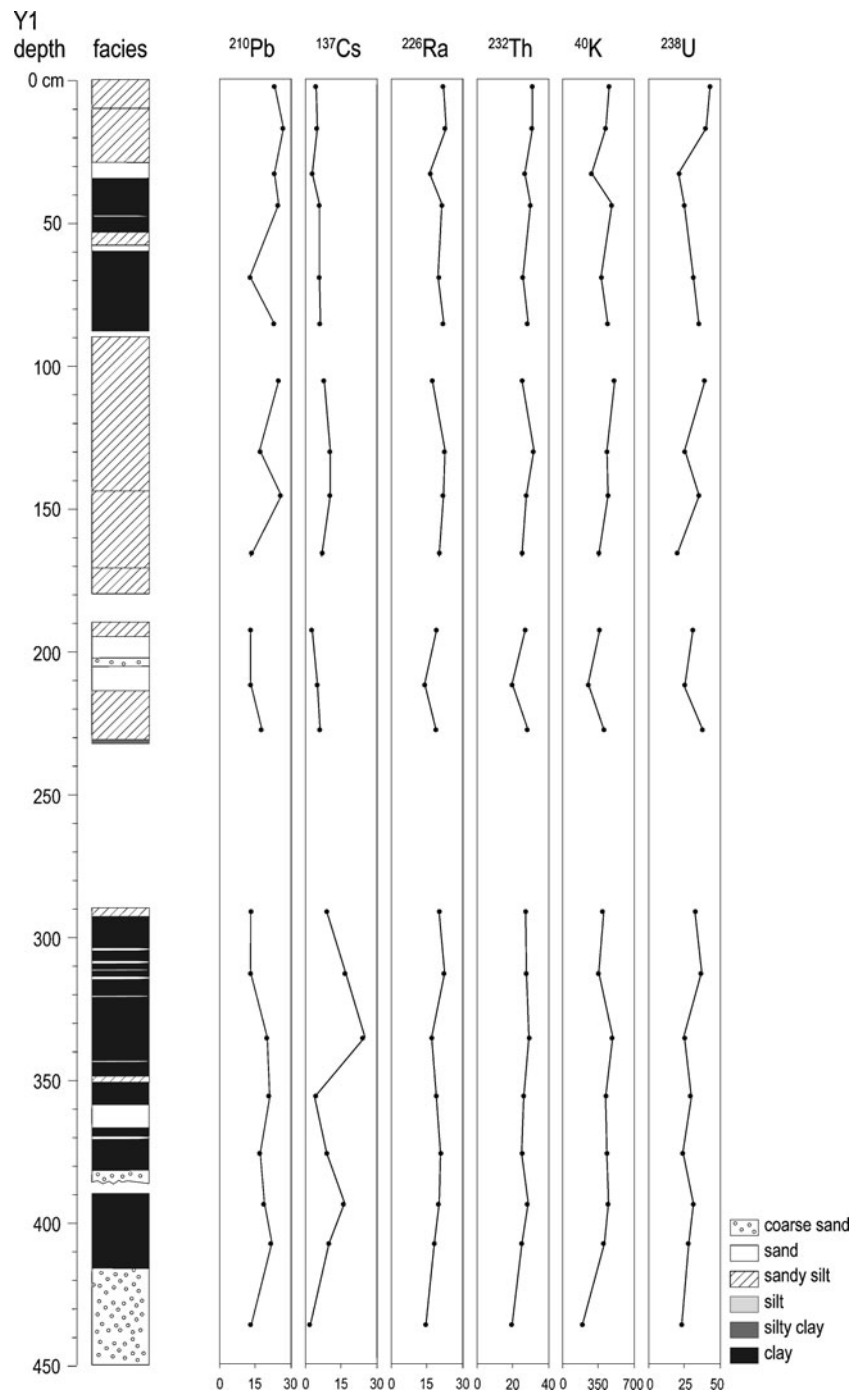 Y1
depth facies ²¹⁰Pb ¹³⁷Cs ²²⁶Ra ²³²Th ⁴⁰K ²³⁸U
0 cm
50
100
150
200
250
300
350
400
450
coarse sand
sand
sandy silt
silt
silty clay
clay
0 15 30 0 15 30 0 15 30 0 20 40 0 350 700 0 25 50